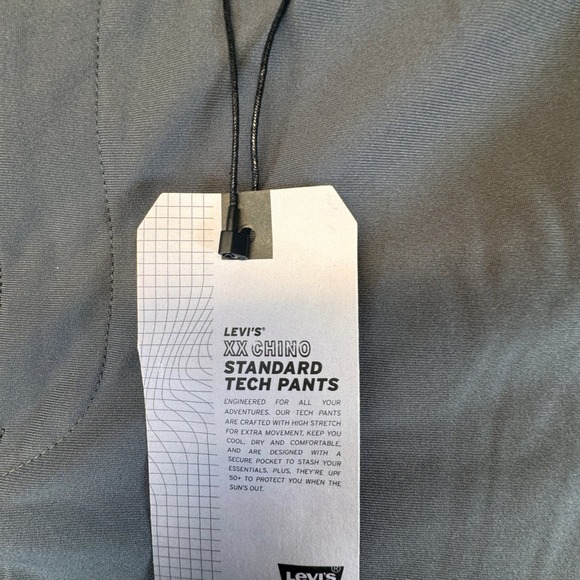 LEVI'S®
XX CHINO
STANDARD
TECH PANTS
ENGINEERED FOR ALL YOUR
ADVENTURES. OUR TECH PANTS
ARE CRAFTED WITH HIGH STRETCH
FOR EXTRA MOVEMENT, KEEP YOU
COOL, DRY AND COMFORTABLE,
AND ARE DESIGNED WITH A
SECURE POCKET TO STASH YOUR
ESSENTIALS. PLUS, THEY'RE UPF
50+ TO PROTECT YOU WHEN THE
SUN'S OUT.
LEVI'S®